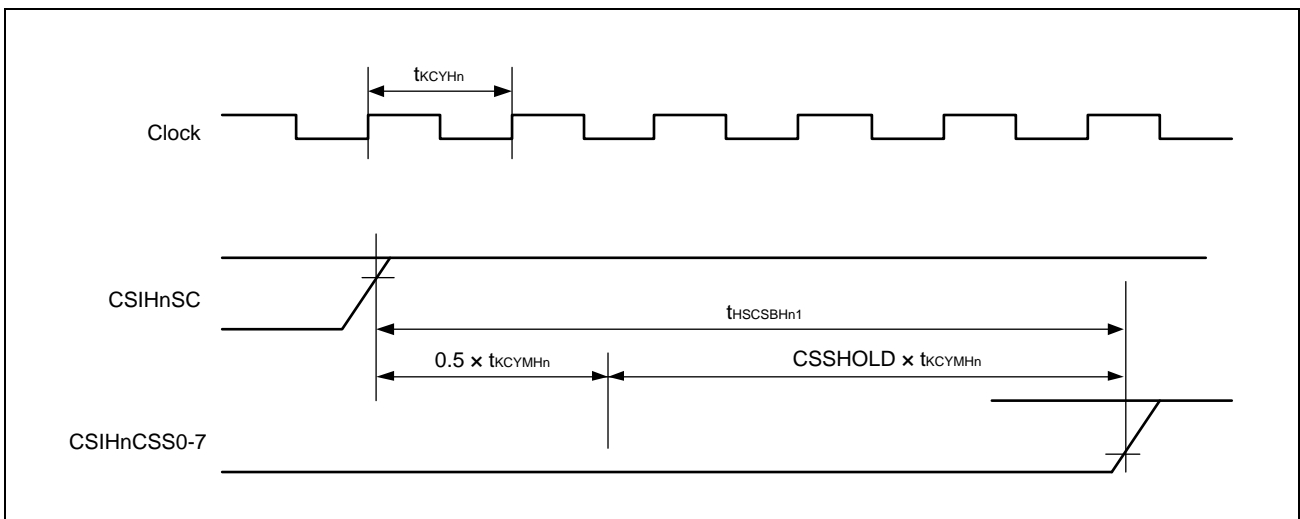 tKCYHn
Clock
CSIHnSC
tHSCSBHn1
0.5 × tKCYMHn
CSSHOLD × tKCYMHn
CSIHnCSS0-7